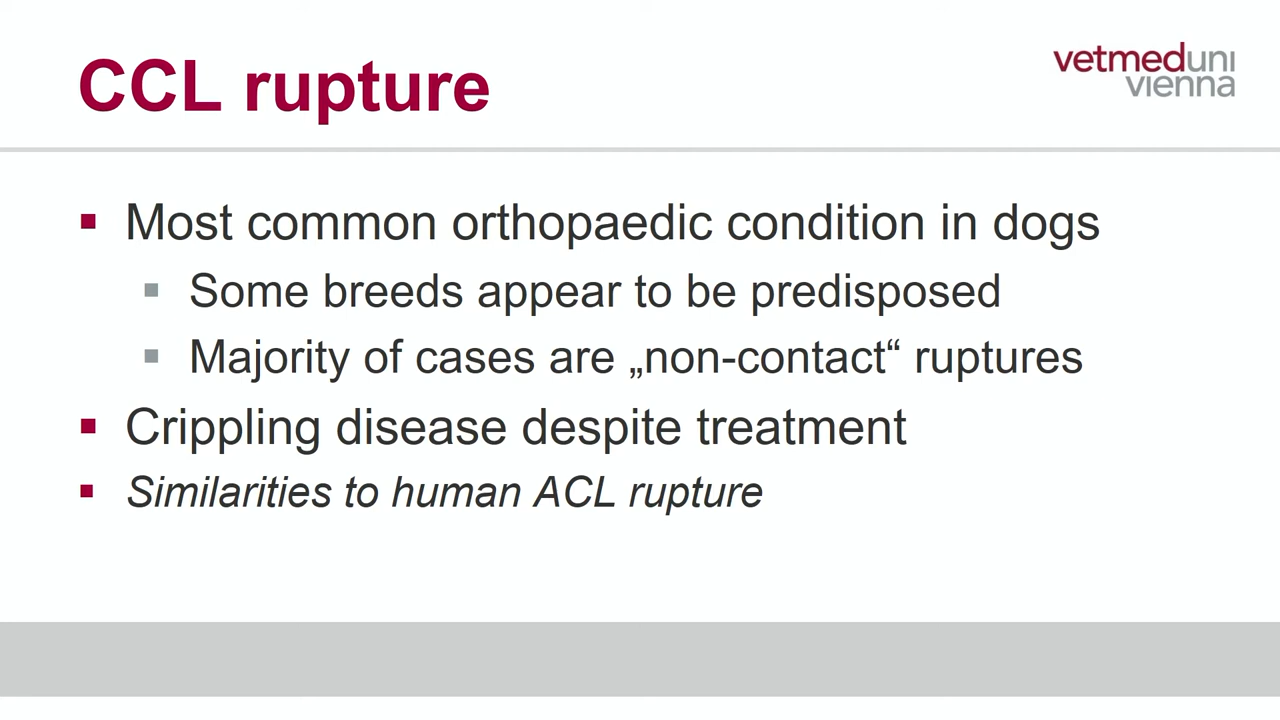 CCL rupture
vetmeduni
vienna
Most common orthopaedic condition in dogs
Some breeds appear to be predisposed
Majority of cases are „non-contact“ ruptures
Crippling disease despite treatment
Similarities to human ACL rupture